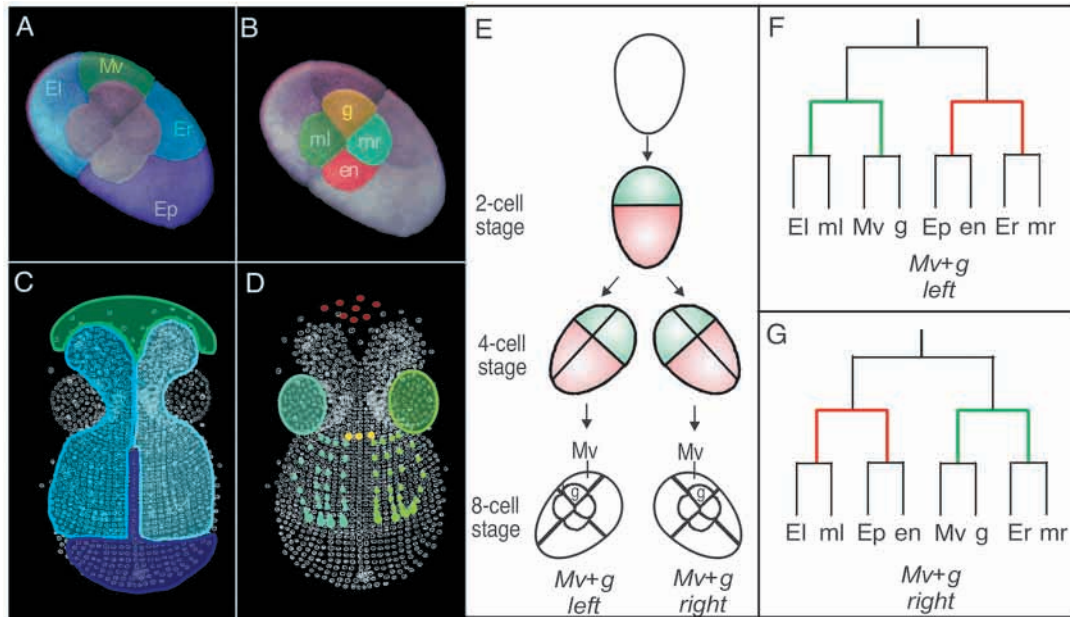 A
Mv
El
Er
Ep
B
g
ml
mr
en
C
D
E
2-cell
stage
4-cell
stage
8-cell
stage
Mv
Mv
g
g
Mv+g
left
Mv+g
right
F
El ml Mv g Ep en Er mr
Mv+g
left
G
El ml Ep en Mv g Er mr
Mv+g
right